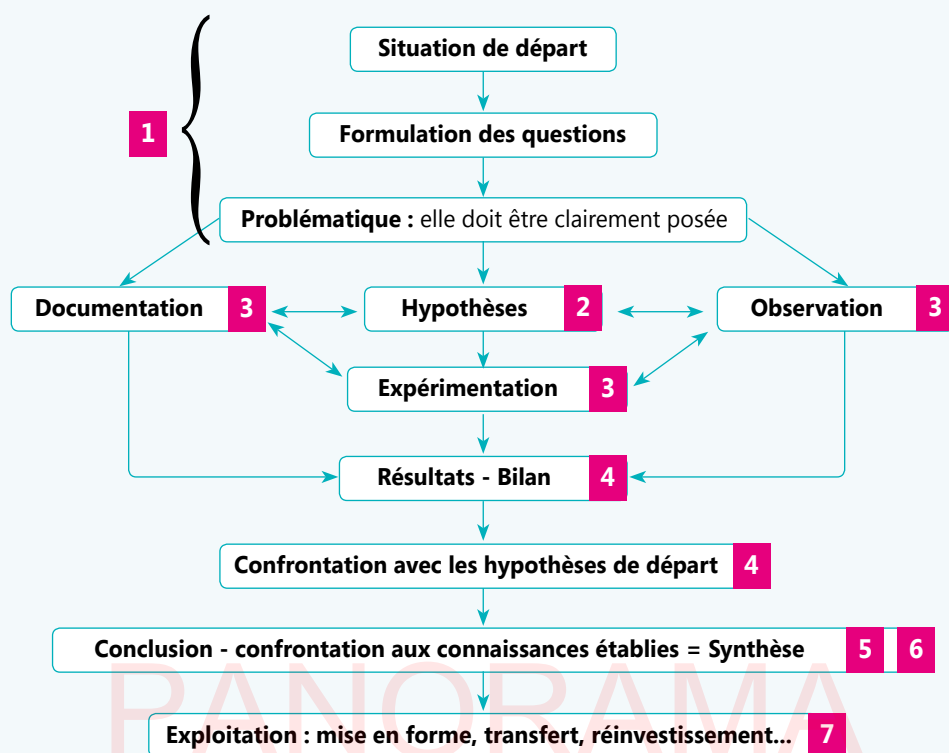 Situation de départ
1
Formulation des questions
Problématique : elle doit être clairement posée
Documentation 3
Hypothèses 2
Observation 3
Expérimentation 3
Résultats - Bilan 4
Confrontation avec les hypothèses de départ 4
Conclusion - confrontation aux connaissances établies = Synthèse 5 6
PANORAMA
Exploitation : mise en forme, transfert, réinvestissement... 7